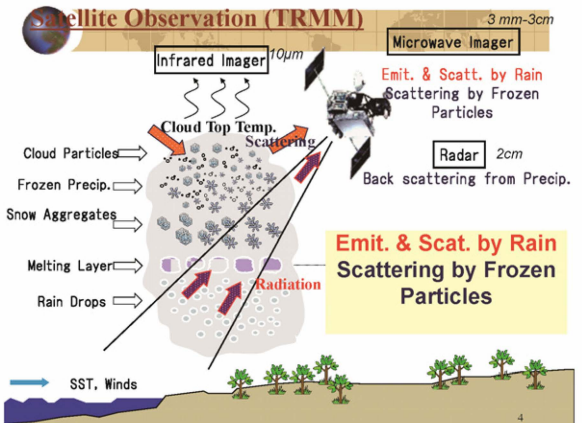 Satellite Observation (TRMM)
3 mm-3cm
Infrared Imager
10µm
Microwave Imager
Emit. & Scatt. by Rain
Scattering by Frozen
Particles
Cloud Top Temp.
Scattering
Radar
2cm
Back scattering from Precip.
Cloud Particles
Frozen Precip.
Snow Aggregates
Melting Layer
Rain Drops
Radiation
Emit. & Scat. by Rain
Scattering by Frozen
Particles
SST, Winds
4